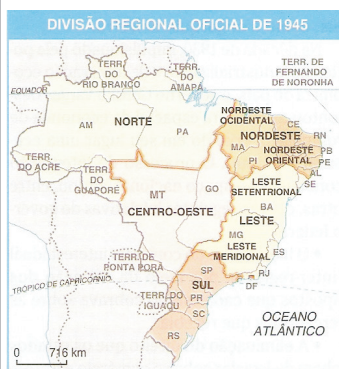 DIVISÃO REGIONAL OFICIAL DE 1945
TERR. DE
FERNANDO
DE NORONHA
TERR.
DO
RIO BRANCO
TERR.
DO
AMAPÁ
EQUADOR
NORDESTE
OCIDENTAL
CE
RN
AM
NORTE
PA
NORDESTE
MA
PB
PI
NORDESTE
ORIENTAL
PE
AL
SE
TERR.
DO ACRE
TERR.
DO
GUAPORÉ
LESTE
SETENTRIONAL
MT
GO
BA
CENTRO-OESTE
LESTE
MG
LESTE
MERIDIONAL
ES
TERR. DE
PONTA PORÃ
SP
RJ
DF
TRÓPICO DE CAPRICÓRNIO
SUL
TERR. DO
IGUAÇU
PR
SC
RS
OCEANO
ATLÂNTICO
0 716 km